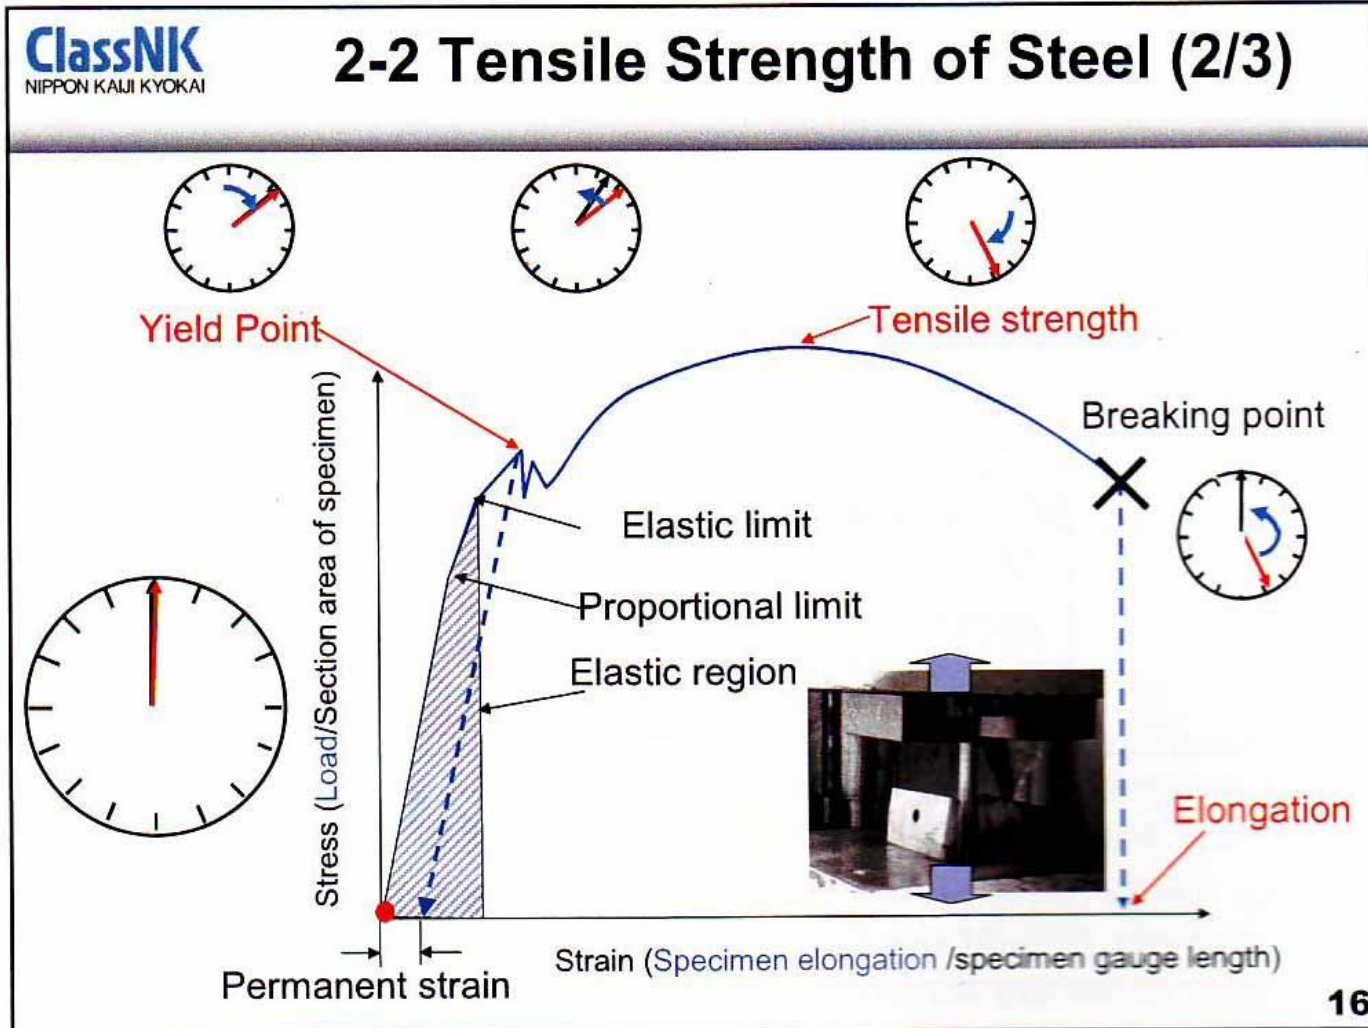 ClassNK
NIPPON KAIJI KYOKAI
2-2 Tensile Strength of Steel (2/3)
Yield Point
Tensile strength
Breaking point
Elastic limit
Proportional limit
Elastic region
Elongation
Stress (Load/Section area of specimen)
Strain (Specimen elongation /specimen gauge length)
Permanent strain
16